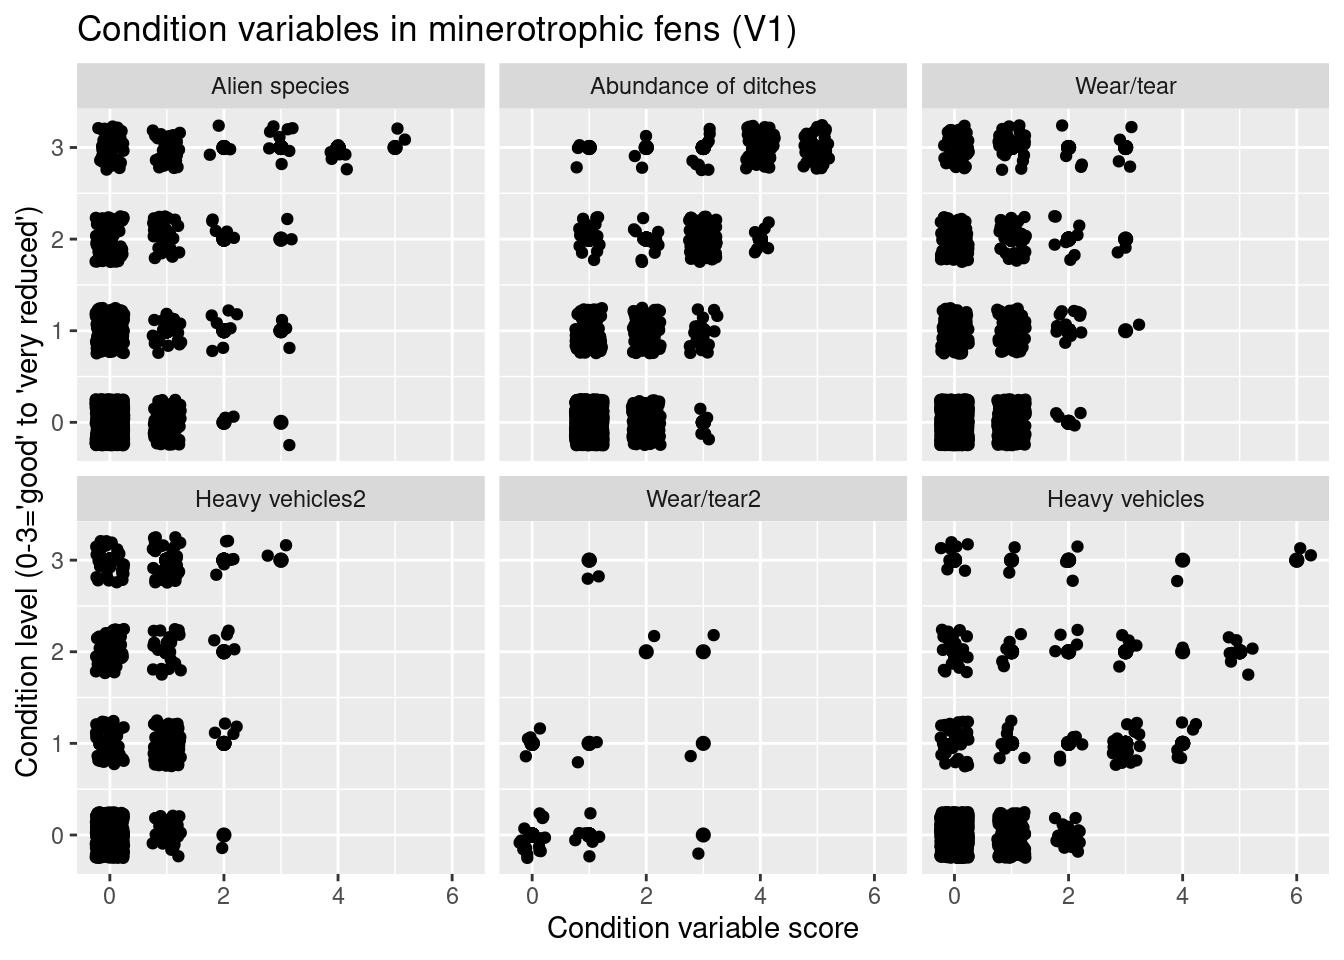 Condition variables in minerotrophic fens (V1)
Alien species
Abundance of ditches
Wear/tear
3
2
1
0
Heavy vehicles2
Wear/tear2
Heavy vehicles
3
2
1
0
Condition level (0-3='good' to 'very reduced')
0 2 4 6
0 2 4 6
0 2 4 6
Condition variable score